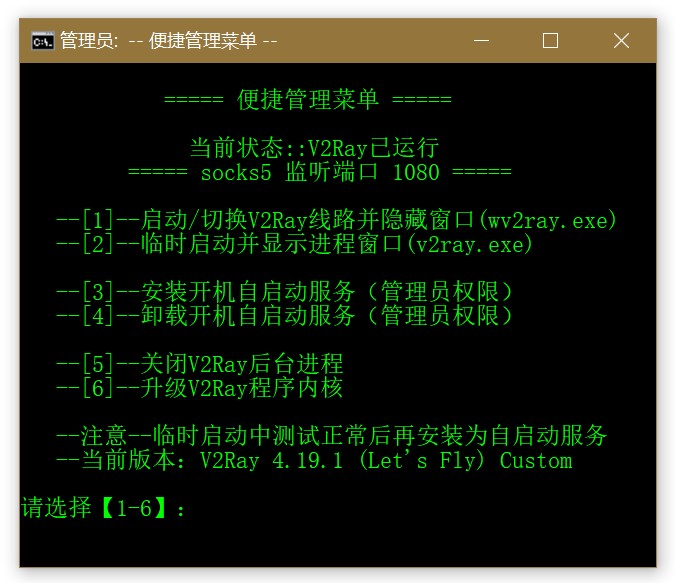 管理员:  -- 便捷管理菜单 --
===== 便捷管理菜单 =====
当前状态::V2Ray已运行
===== socks5 监听端口 1080 =====
--[1]--启动/切换V2Ray线路并隐藏窗口(wv2ray.exe)
--[2]--临时启动并显示进程窗口(v2ray.exe)
--[3]--安装开机自启动服务（管理员权限）
--[4]--卸载开机自启动服务（管理员权限）
--[5]--关闭V2Ray后台进程
--[6]--升级V2Ray程序内核
--注意--临时启动中测试正常后再安装为自启动服务
--当前版本: V2Ray 4.19.1 (Let's Fly) Custom
请选择【1-6】: